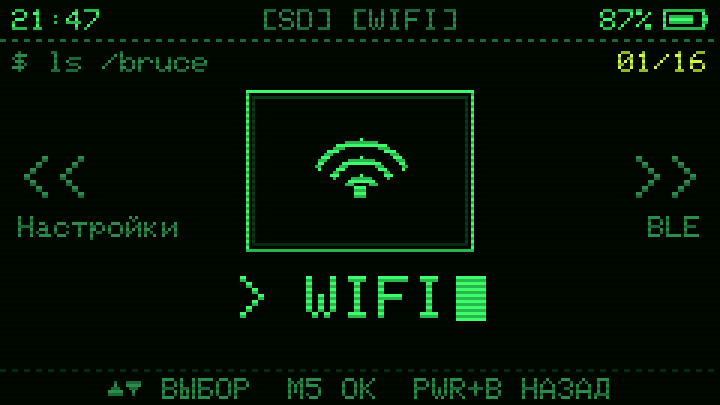 21:47 [SD] [WIFI] 87%
$ ls /bruce 01/16
<< >>
Настройки BLE
> WIFI
▲▼ ВЫБОР M5 OK PWR+B НАЗАД